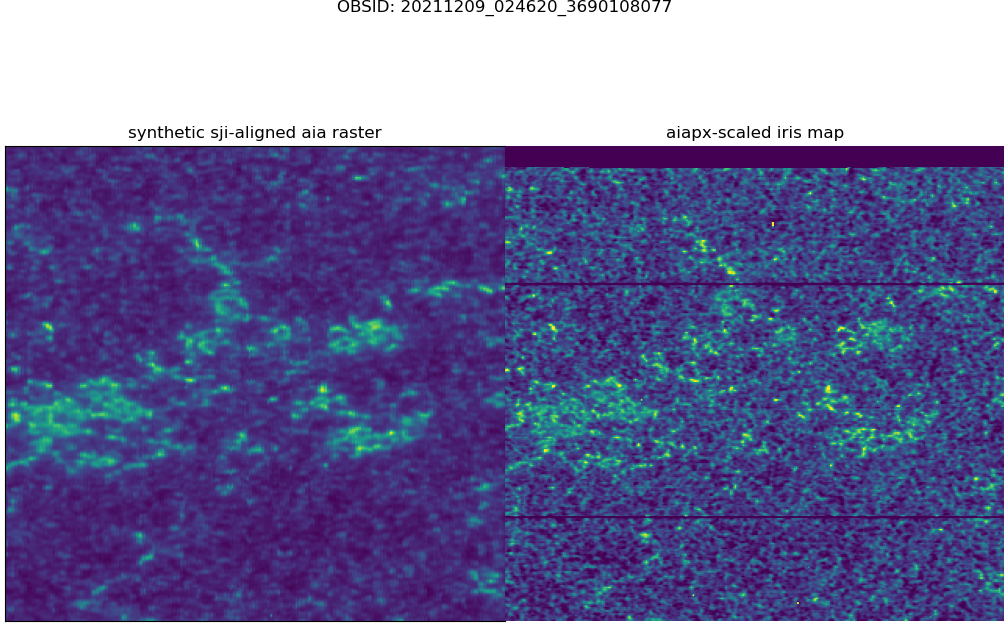 OBSID: 20211209_024620_3690108077
synthetic sji-aligned aia raster
aiapx-scaled iris map